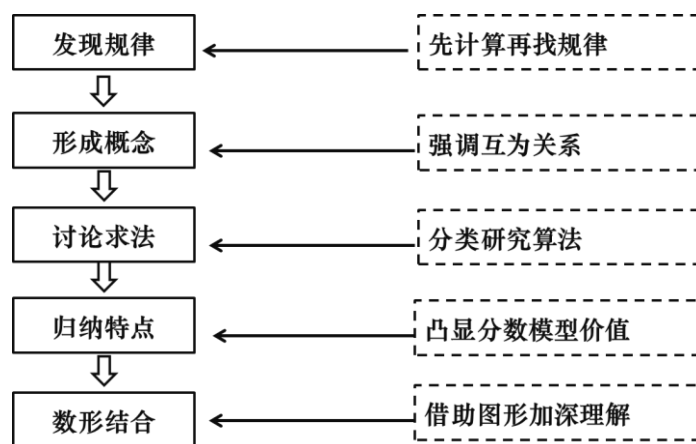 发现规律
先计算再找规律
形成概念
强调互为关系
讨论求法
分类研究算法
归纳特点
凸显分数模型价值
数形结合
借助图形加深理解